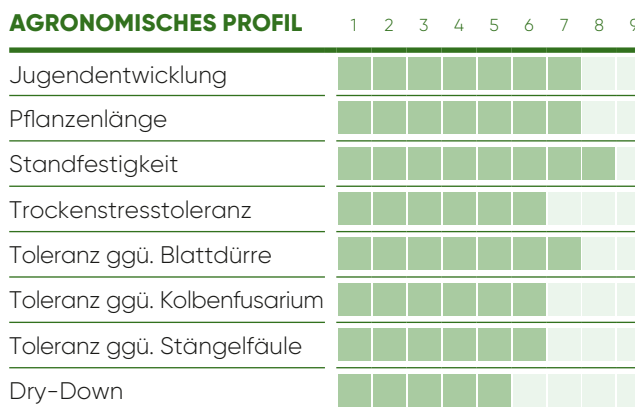 AGRONOMISCHES PROFIL 1 2 3 4 5 6 7 8 9
Jugendentwicklung
Pflanzenlänge
Standfestigkeit
Trockenstresstoleranz
Toleranz ggü. Blattdürre
Toleranz ggü. Kolbenfusarium
Toleranz ggü. Stängelfäule
Dry-Down